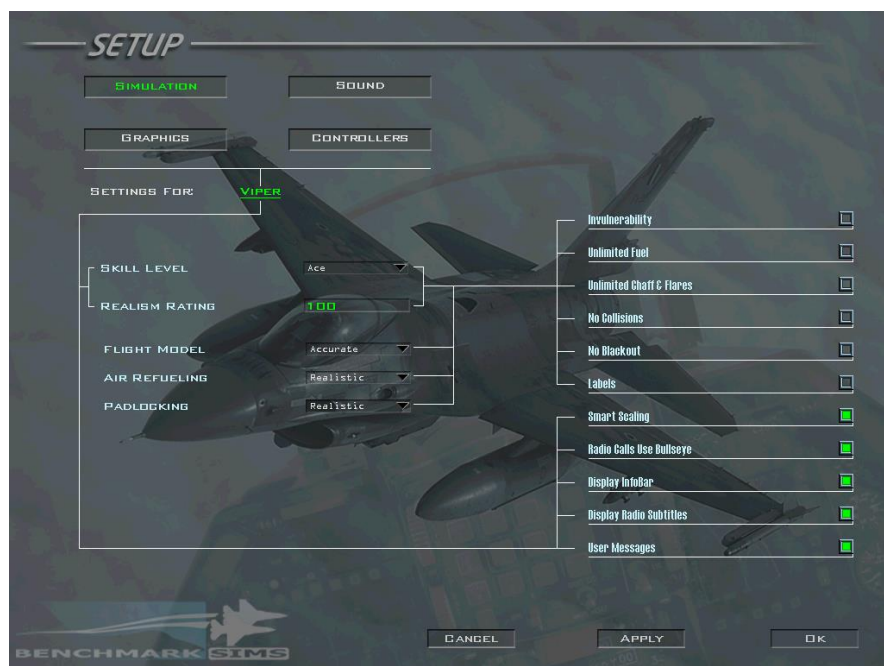 SETUP
SIMULATION
SOUND
GRAPHICS
CONTROLLERS
SETTINGS FOR: VIPER
SKILL LEVEL Ace
REALISM RATING 100
FLIGHT MODEL Accurate
AIR REFUELING Realistic
PADLOCKING Realistic
Invulnerability
Unlimited Fuel
Unlimited Chaff & Flares
No Collisions
No Blackout
Labels
Smart Scaling
Radio Calls Use Bullseye
Display InfoBar
Display Radio Subtitles
User Messages
BENCHMARK SIMS
CANCEL
APPLY
OK